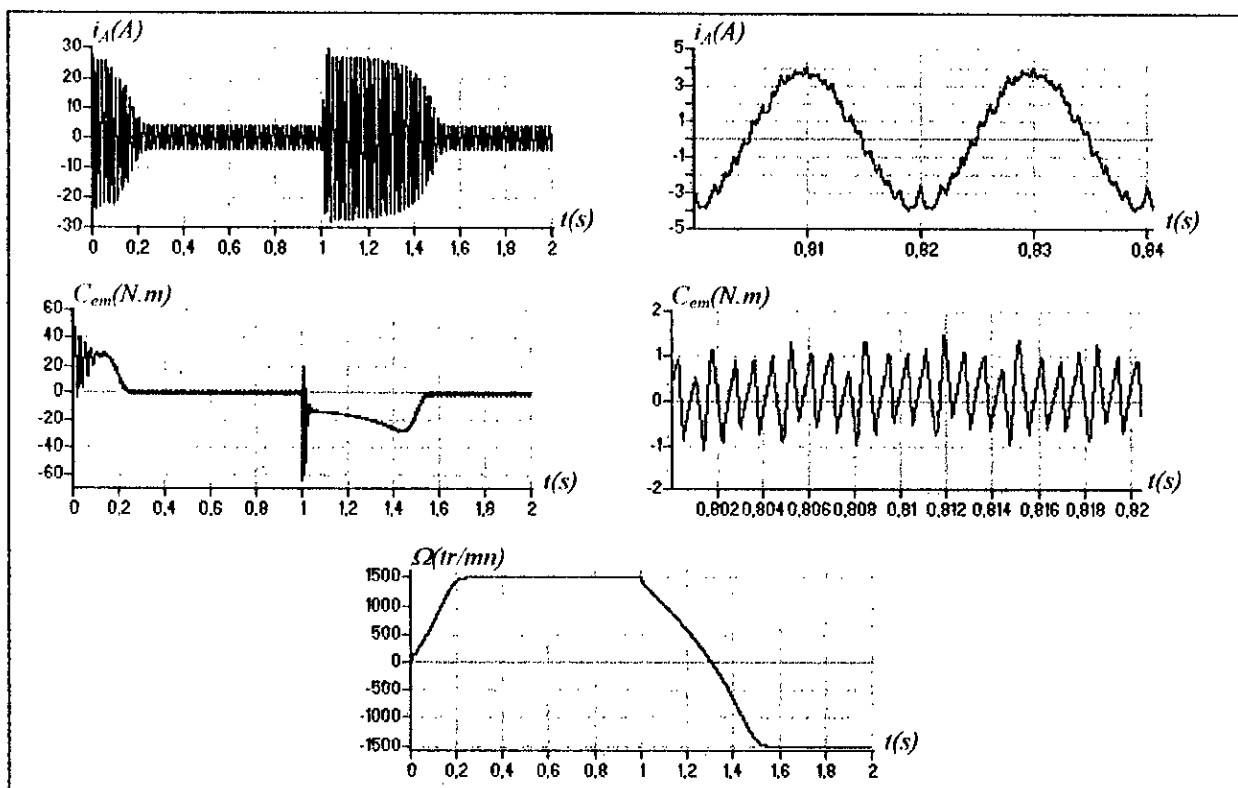 i_A(A)
30
20
10
0
-10
-20
-30
0 0,2 0,4 0,6 0,8 1 1,2 1,4 1,6 1,8 2
t(s)
i_A(A)
5
3
1
-1
-3
-5
0,81 0,82 0,83 0,84
t(s)
C_em(N.m)
60
40
20
0
-20
-40
-60
0 0,2 0,4 0,6 0,8 1 1,2 1,4 1,6 1,8 2
t(s)
C_em(N.m)
2
1
0
-1
-2
0,802 0,804 0,806 0,808 0,81 0,812 0,814 0,816 0,818 0,82
t(s)
Ω(tr/mn)
1500
1000
500
0
-500
-1000
-1500
0 0,2 0,4 0,6 0,8 1 1,2 1,4 1,6 1,8 2
t(s)